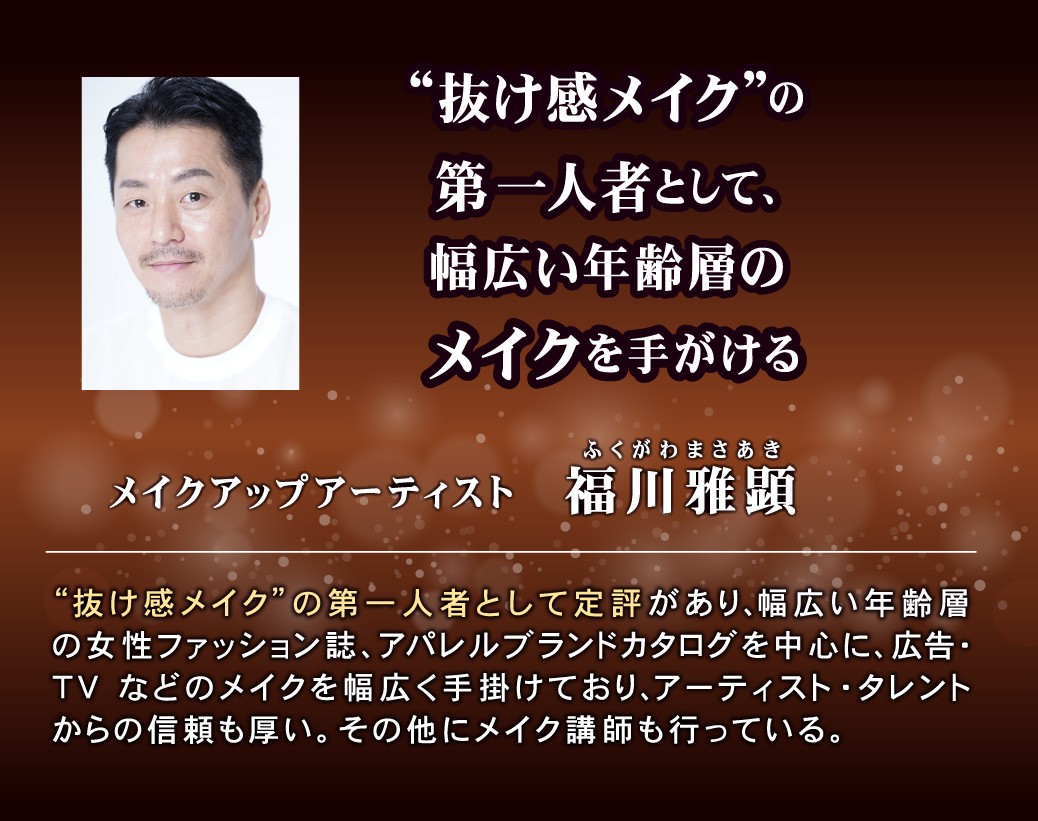 “抜け感メイク”の
第一人者として、
幅広い年齢層の
メイクを手がける
ふくがわまさあき
メイクアップアーティスト 福川雅顕
“抜け感メイク”の第一人者として定評があり、幅広い年齢層
の女性ファッション誌、アパレルブランドカタログを中心に、広告・
TV などのメイクを幅広く手掛けており、アーティスト・タレント
からの信頼も厚い。その他にメイク講師も行っている。